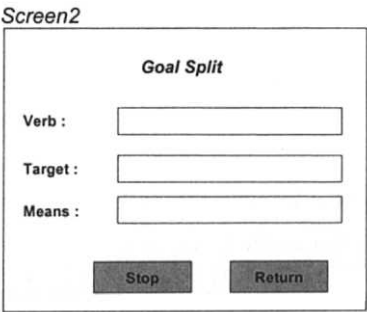 Screen2
Goal Split
Verb :
Target :
Means :
Stop Return